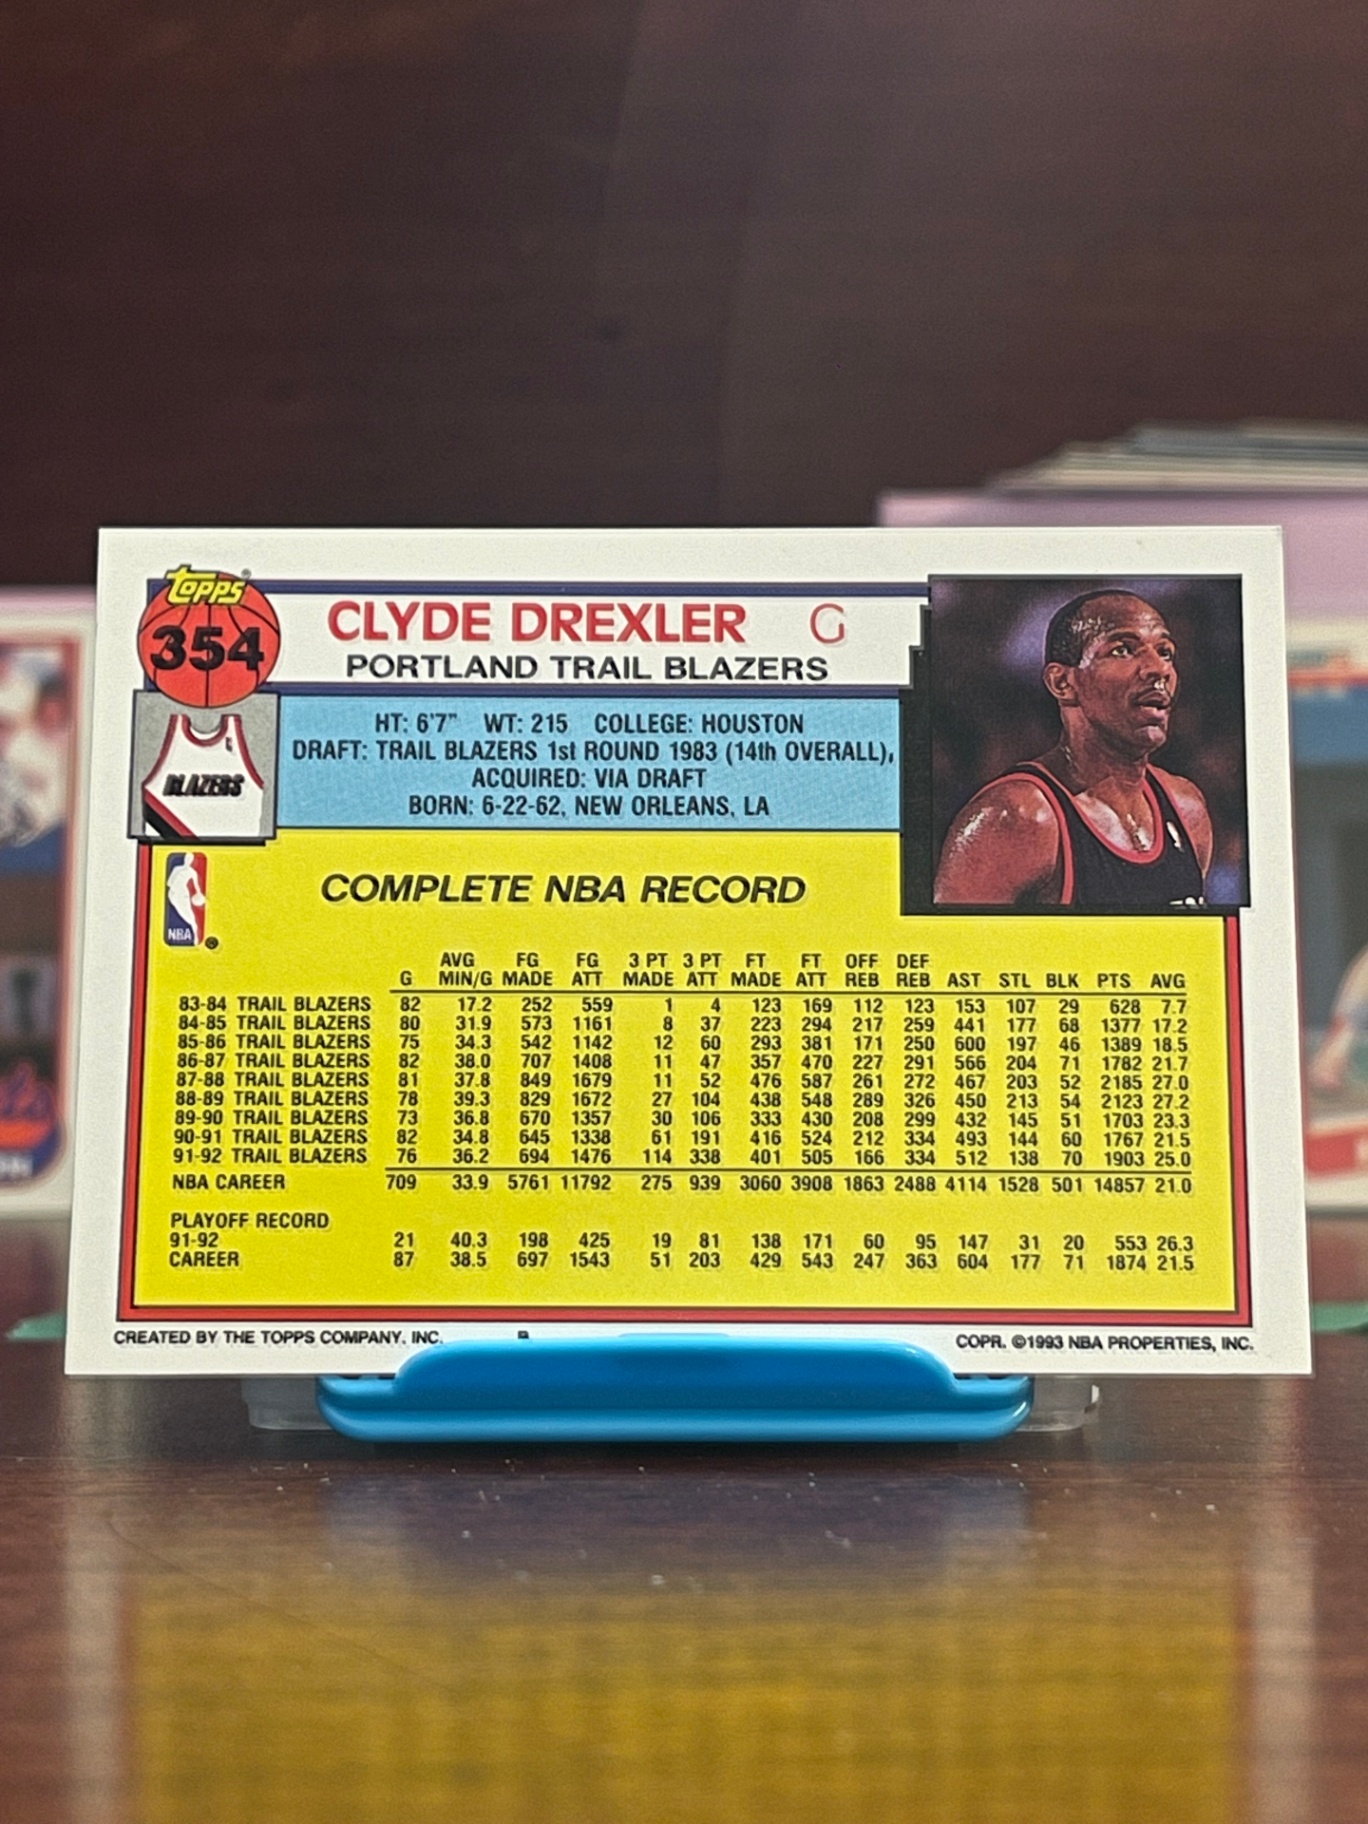 topps®
354
CLYDE DREXLER G
PORTLAND TRAIL BLAZERS
BLAZERS
HT: 6'7" WT: 215 COLLEGE: HOUSTON
DRAFT: TRAIL BLAZERS 1st ROUND 1983 (14th OVERALL),
ACQUIRED: VIA DRAFT
BORN: 6-22-62, NEW ORLEANS, LA
NBA ®
COMPLETE NBA RECORD
AVG FG FG 3 PT 3 PT FT FT OFF DEF
G MIN/G MADE ATT MADE ATT MADE ATT REB REB AST STL BLK PTS AVG
83-84 TRAIL BLAZERS 82 17.2 252 559 1 4 123 169 112 123 153 107 29 628 7.7
84-85 TRAIL BLAZERS 80 31.9 573 1161 8 37 223 294 217 259 441 177 68 1377 17.2
85-86 TRAIL BLAZERS 75 34.3 542 1142 12 60 293 381 171 250 600 197 46 1389 18.5
86-87 TRAIL BLAZERS 82 38.0 707 1408 11 47 357 470 227 291 566 204 71 1782 21.7
87-88 TRAIL BLAZERS 81 37.8 849 1679 11 52 476 587 261 272 467 203 52 2185 27.0
88-89 TRAIL BLAZERS 78 39.3 829 1672 27 104 438 548 289 326 450 213 54 2123 27.2
89-90 TRAIL BLAZERS 73 36.8 670 1357 30 106 333 430 208 299 432 145 51 1703 23.3
90-91 TRAIL BLAZERS 82 34.8 645 1338 61 191 416 524 212 334 493 144 60 1767 21.5
91-92 TRAIL BLAZERS 76 36.2 694 1476 114 338 401 505 166 334 512 138 70 1903 25.0
NBA CAREER 709 33.9 5761 11792 275 939 3060 3908 1863 2488 4114 1528 501 14857 21.0
PLAYOFF RECORD
91-92 21 40.3 198 425 19 81 138 171 60 95 147 31 20 553 26.3
CAREER 87 38.5 697 1543 51 203 429 543 247 363 604 177 71 1874 21.5
CREATED BY THE TOPPS COMPANY, INC. B COPR. ©1993 NBA PROPERTIES, INC.